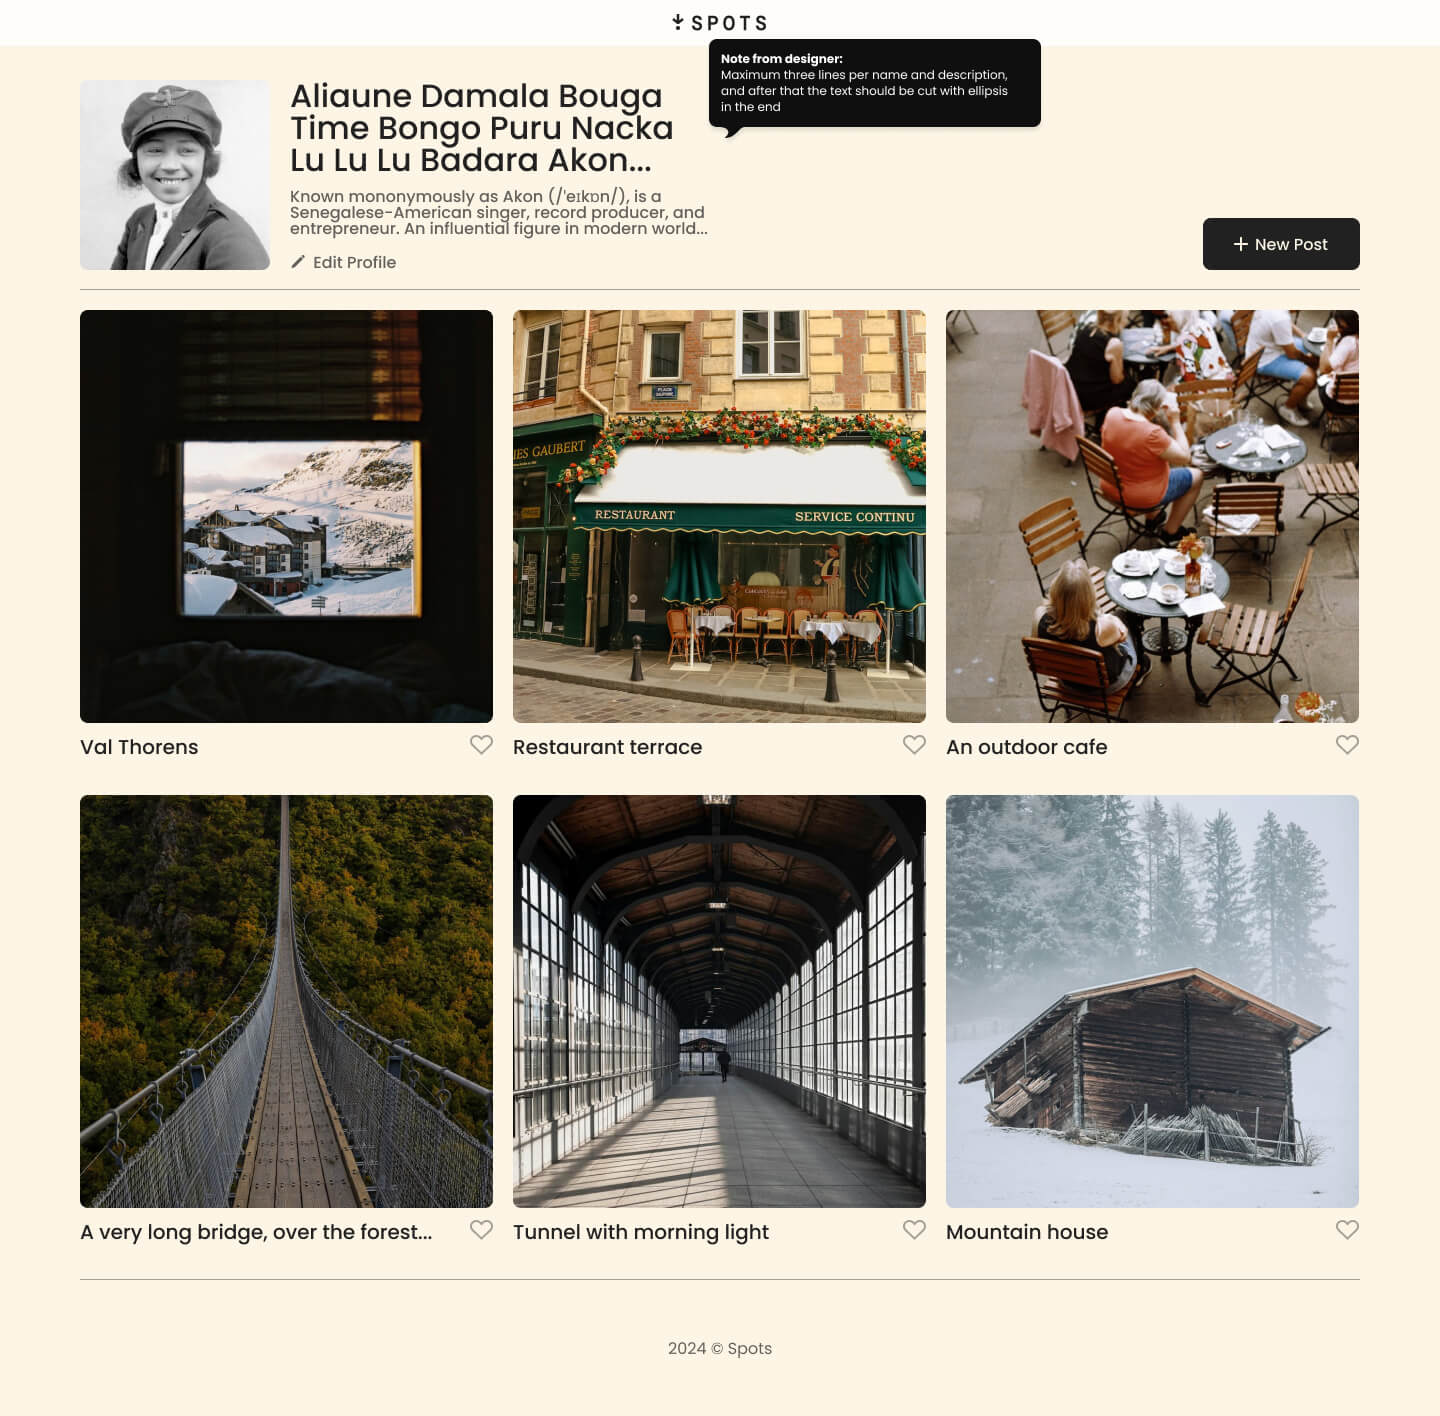 SPOTS
Note from designer:
Maximum three lines per name and description,
and after that the text should be cut with ellipsis
in the end
Aliaune Damala Bouga
Time Bongo Puru Nacka
Lu Lu Lu Badara Akon...
Known mononymously as Akon (/ˈeɪkɒn/), is a
Senegalese-American singer, record producer, and
entrepreneur. An influential figure in modern world...
Edit Profile
New Post
PLACE
DAUPHINE
IES GAUBERT
RESTAURANT
SERVICE CONTINU
Val Thorens
Restaurant terrace
An outdoor cafe
A very long bridge, over the forest...
Tunnel with morning light
Mountain house
2024 © Spots